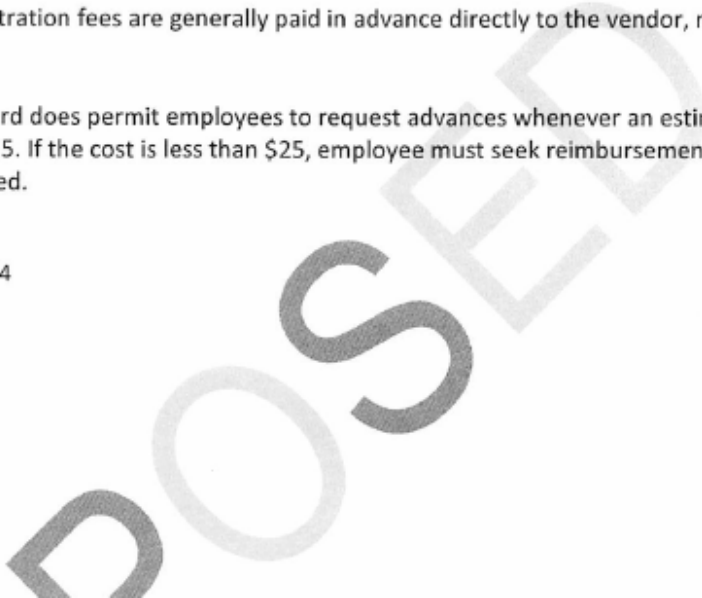 tration fees are generally paid in advance directly to the vendor, r
rd does permit employees to request advances whenever an esti
5. If the cost is less than $25, employee must seek reimbursemen
ed.
4
POSED